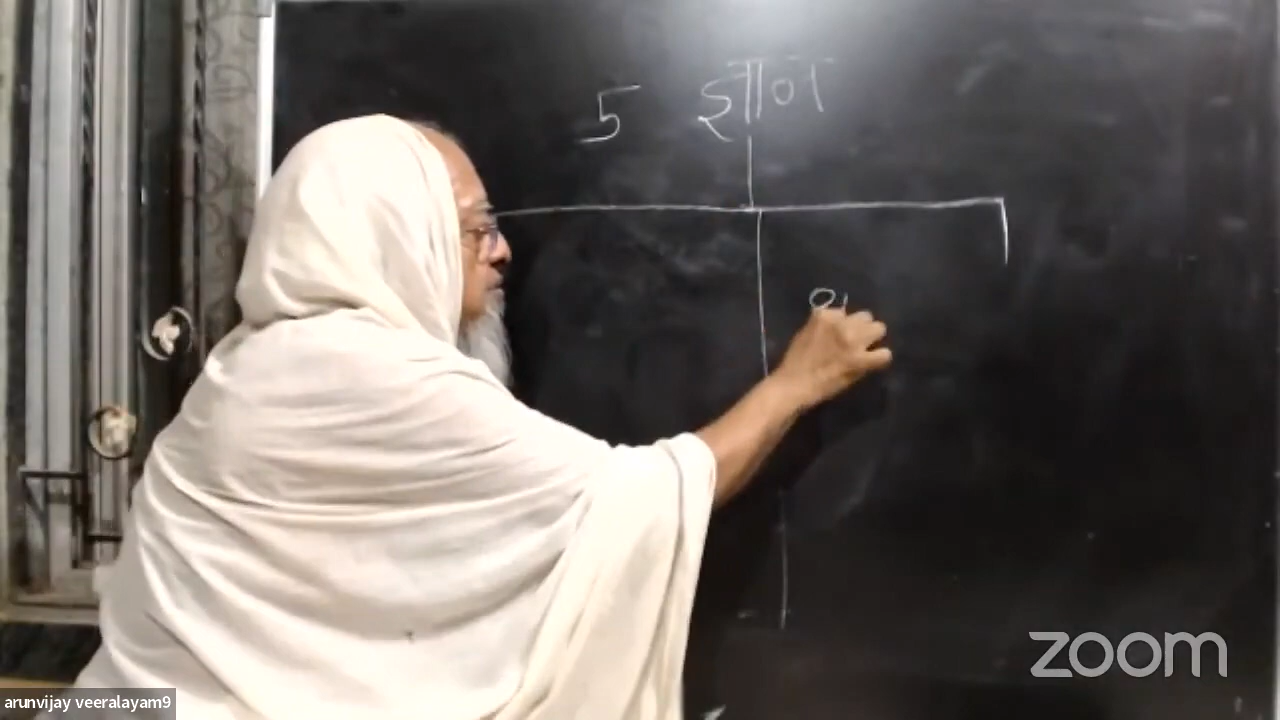 5 ज्ञान
zoom
arunvijay veeralayam9